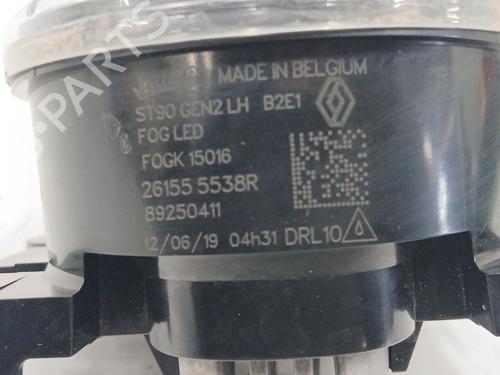 MADE IN BELGIUM
ST90 GEN2 LH B2E1
FOG LED
FOGK 15016
26155 5538R
89250411
12/06/19 04h31 DRL10